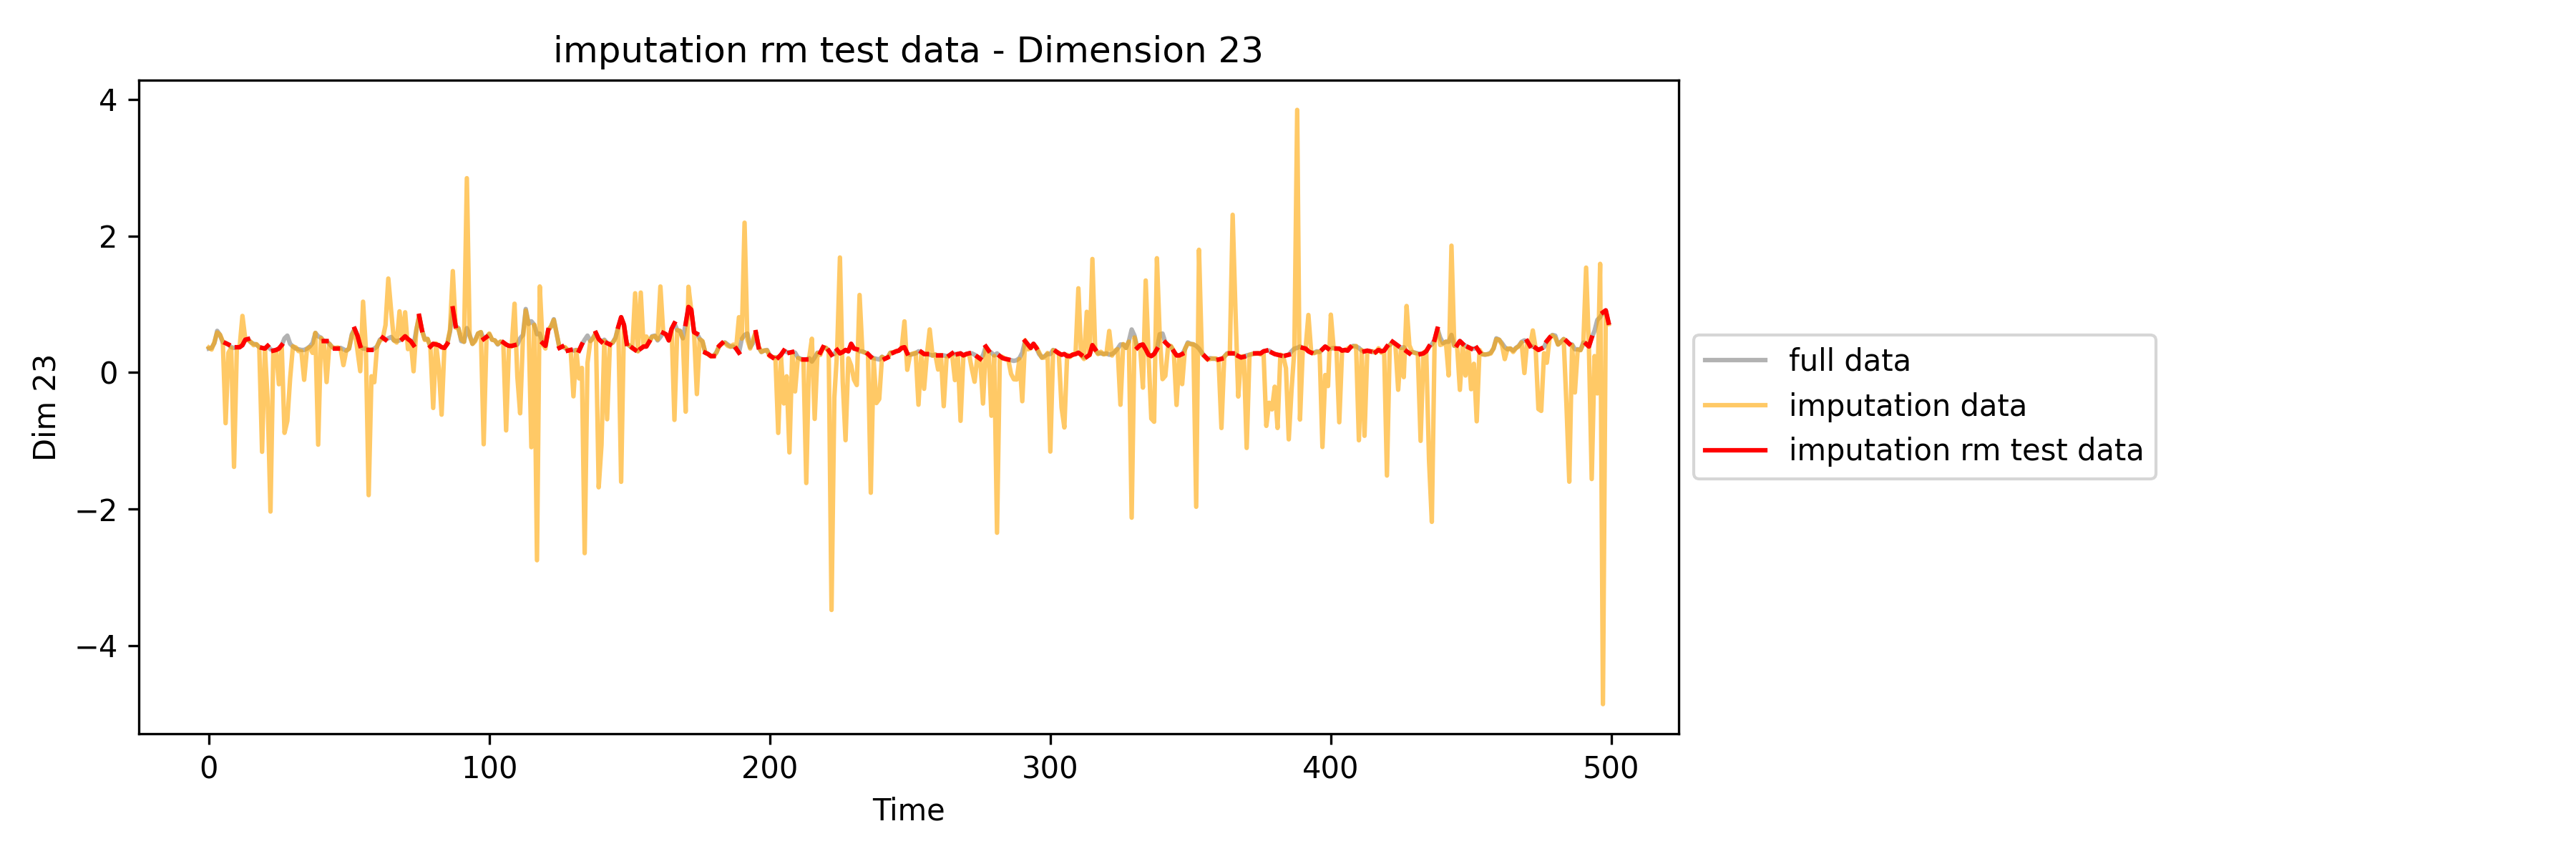 imputation rm test data - Dimension 23
4
2
0
−2
−4
Dim 23
0 100 200 300 400 500
Time
full data
imputation data
imputation rm test data